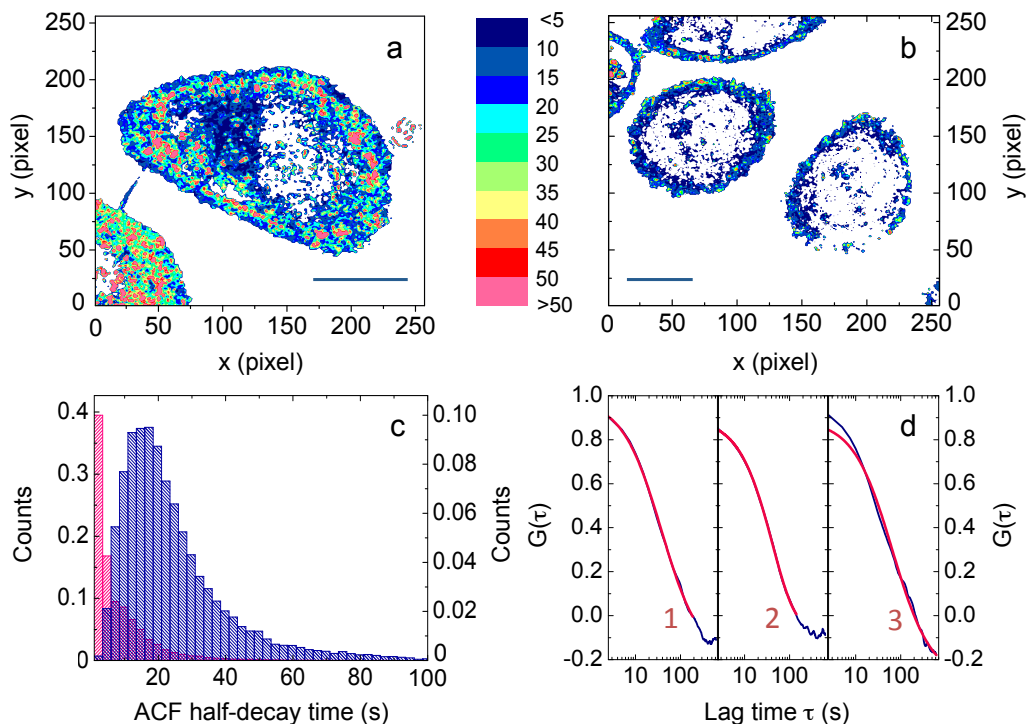 250
200
150
100
50
0
y (pixel)
a
0 50 100 150 200 250
x (pixel)
<5
10
15
20
25
30
35
40
45
50
>50
b
250
200
150
100
50
0
y (pixel)
0 50 100 150 200 250
x (pixel)
0.4
0.3
0.2
0.1
0
Counts
c
0.10
0.08
0.06
0.04
0.02
0
Counts
20 40 60 80 100
ACF half-decay time (s)
1.0
0.8
0.6
0.4
0.2
0.0
-0.2
G(τ)
d
1 2 3
1.0
0.8
0.6
0.4
0.2
0.0
-0.2
G(τ)
10 100 10 100 10 100
Lag time τ (s)